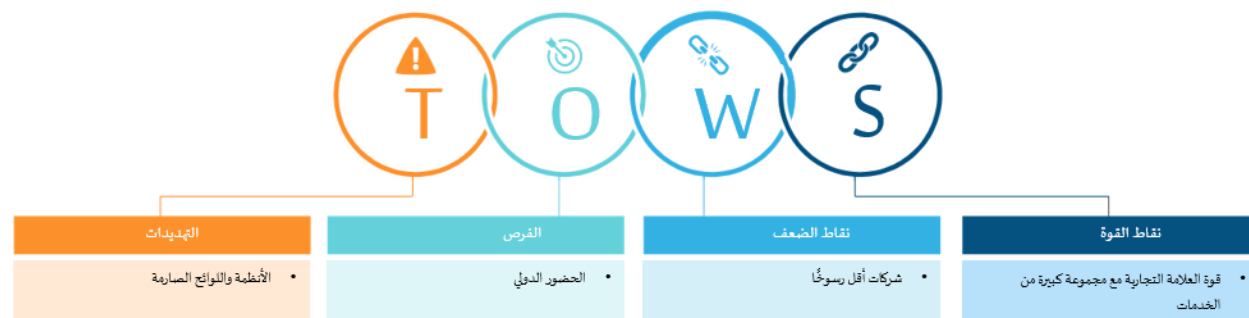 S
W
O
T
نقاط القوة
نقاط الضعف
الفرص
التهديدات
• قوة العلامة التجارية مع مجموعة كبيرة من
الخدمات
• شركات أقل رسوخًا
• الحضور الدولي
• الأنظمة واللوائح الصارمة